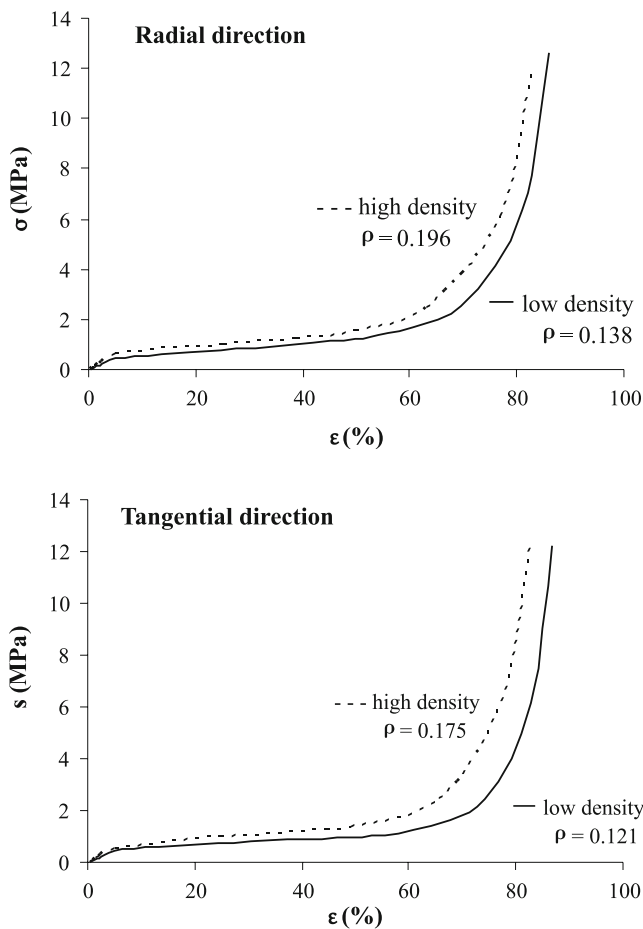 Radial direction
14
12
10
8
6
4
2
0
σ (MPa)
- - - high density
ρ = 0.196
— low density
ρ = 0.138
0 20 40 60 80 100
ε (%)
Tangential direction
14
12
10
8
6
4
2
0
s (MPa)
- - - high density
ρ = 0.175
— low density
ρ = 0.121
0 20 40 60 80 100
ε (%)